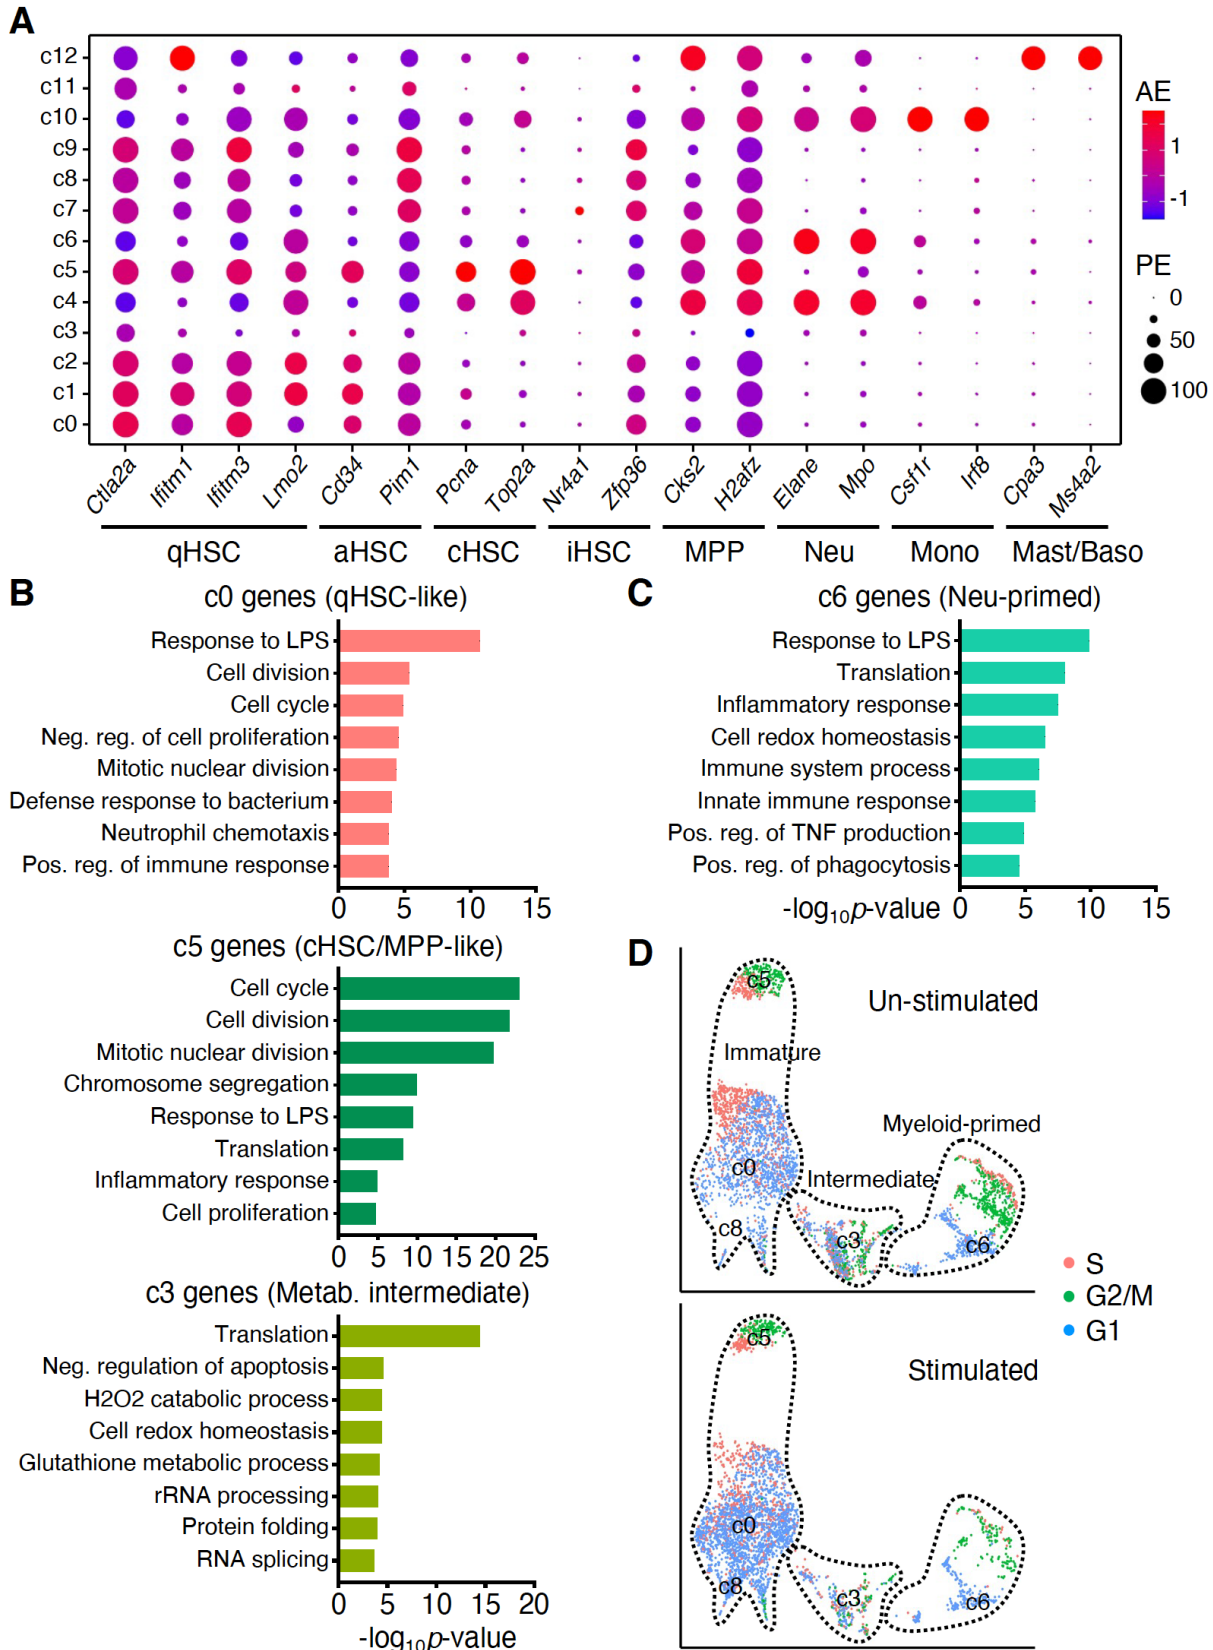 A
c12
c11
c10
c9
c8
c7
c6
c5
c4
c3
c2
c1
c0
AE
1
-1
PE
0
50
100
Ctla2a
Ifitm1
Ifitm3
Lmo2
Cd34
Pim1
Pcna
Top2a
Nr4a1
Zfp36
Cks2
H2afz
Elane
Mpo
Csf1r
Irf8
Cpa3
Ms4a2
qHSC
aHSC
cHSC
iHSC
MPP
Neu
Mono
Mast/Baso
B
c0 genes (qHSC-like)
Response to LPS
Cell division
Cell cycle
Neg. reg. of cell proliferation
Mitotic nuclear division
Defense response to bacterium
Neutrophil chemotaxis
Pos. reg. of immune response
0 5 10 15
c5 genes (cHSC/MPP-like)
Cell cycle
Cell division
Mitotic nuclear division
Chromosome segregation
Response to LPS
Translation
Inflammatory response
Cell proliferation
0 5 10 15 20 25
c3 genes (Metab. intermediate)
Translation
Neg. regulation of apoptosis
H2O2 catabolic process
Cell redox homeostasis
Glutathione metabolic process
rRNA processing
Protein folding
RNA splicing
0 5 10 15 20
-log10p-value
C
c6 genes (Neu-primed)
Response to LPS
Translation
Inflammatory response
Cell redox homeostasis
Immune system process
Innate immune response
Pos. reg. of TNF production
Pos. reg. of phagocytosis
-log10p-value 0 5 10 15
D
c5
Un-stimulated
Immature
Myeloid-primed
c0
Intermediate
c8
c3
c6
S
G2/M
G1
c5
Stimulated
c0
c8
c3
c6